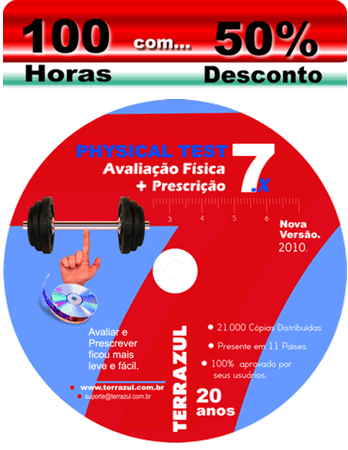 100 com... 50%
Horas Desconto
PHYSICAL TEST 7.x
Avaliação Física
+ Prescrição
3 4 5 6
Nova
Versão.
2010.
Avaliar e
Prescrever
ficou mais
leve e fácil.
www.terrazul.com.br
suporte@terrazul.com.br
TERRAZUL
21.000 Cópias Distribuídas.
Presente em 11 Países.
100% aprovado por
seus usuários.
20
anos